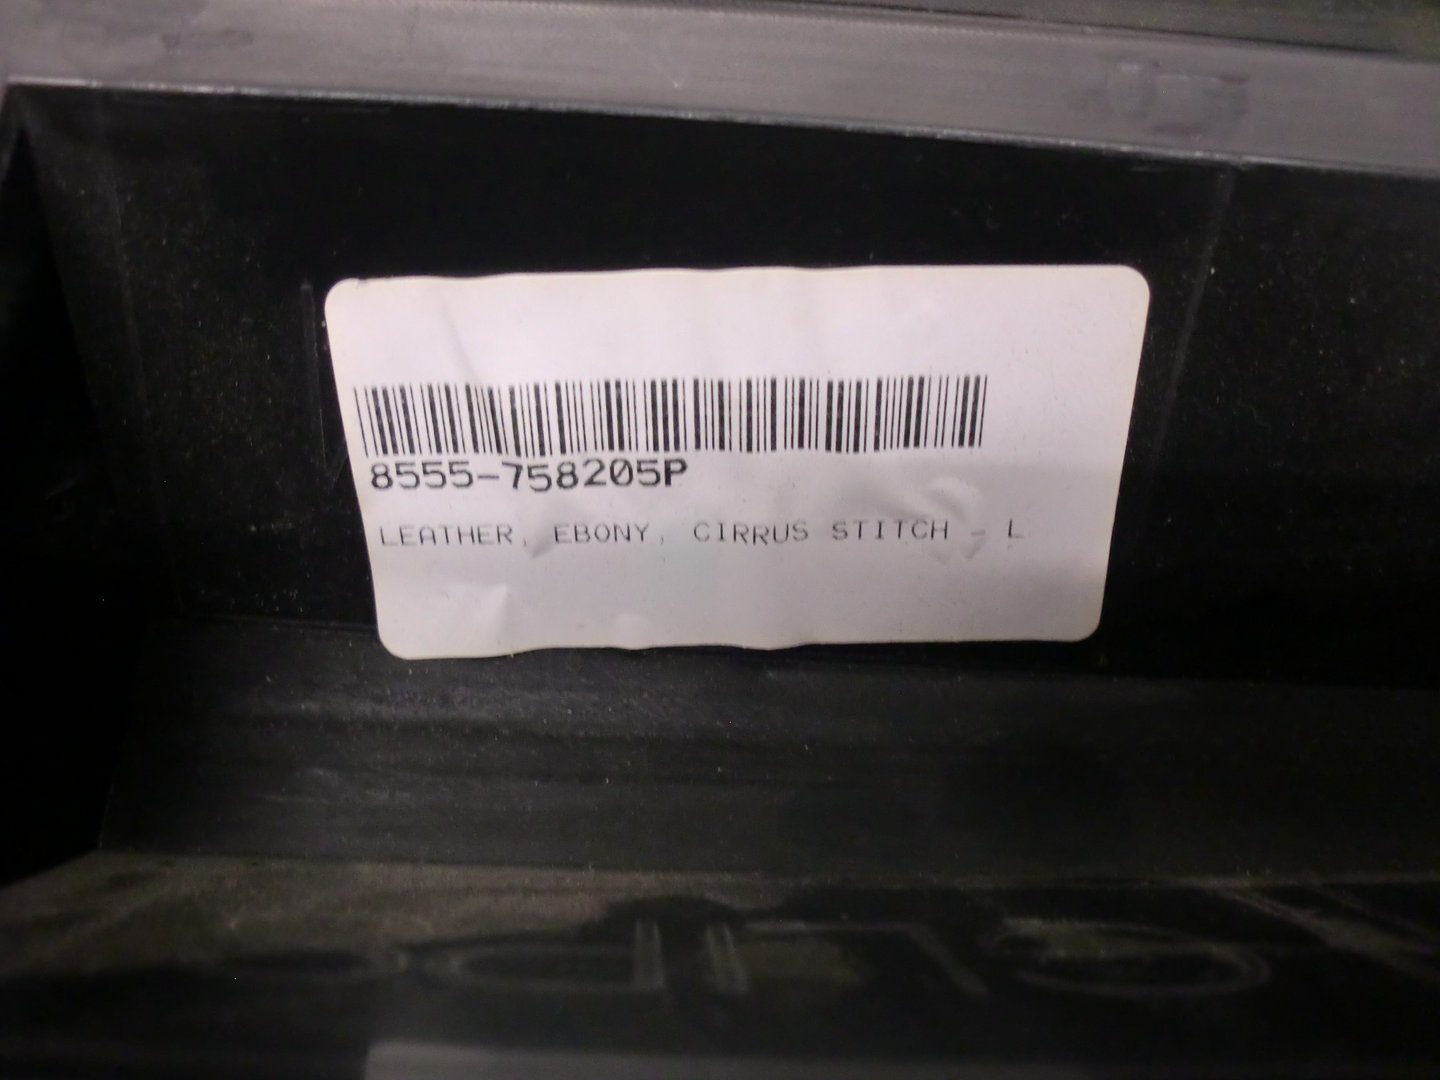 8555-758205P
LEATHER, EBONY, CIRRUS STITCH - L